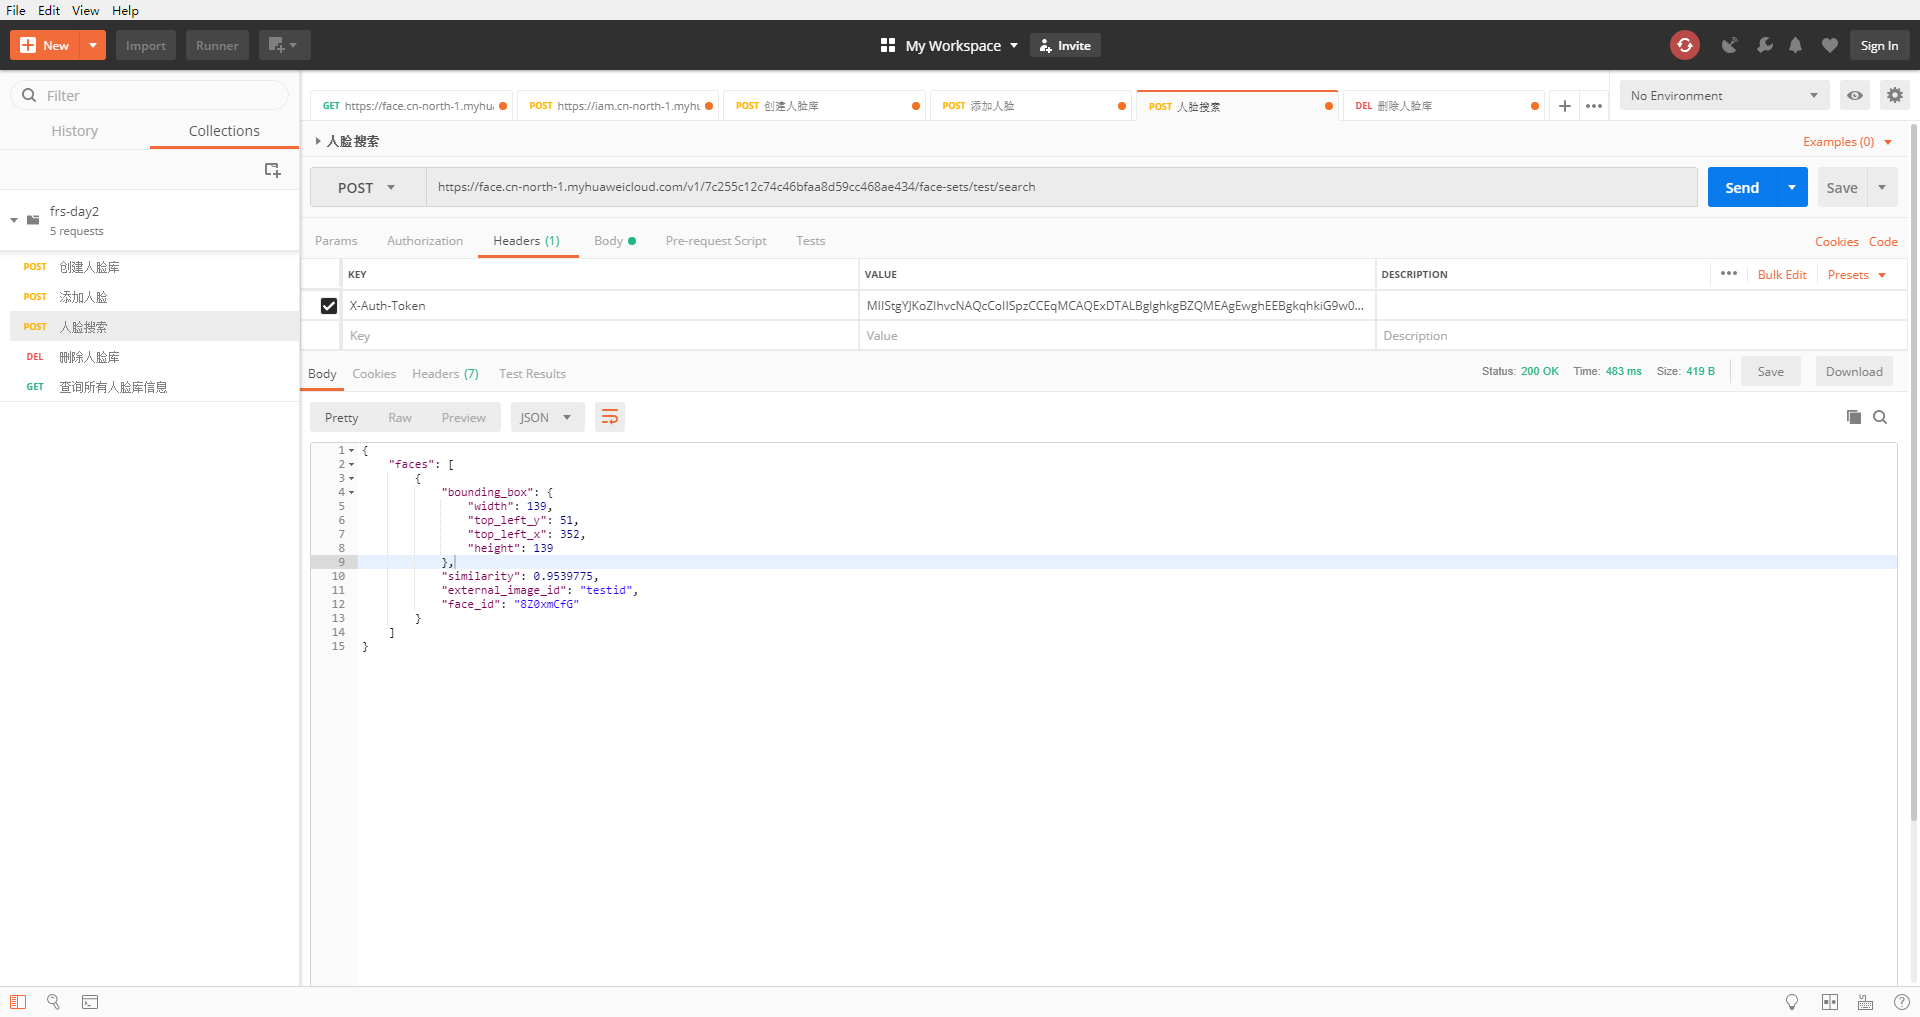 File Edit View Help
New Import Runner My Workspace Invite Sign In
Filter
History Collections
frs-day2
5 requests
POST 创建人脸库
POST 添加人脸
POST 人脸搜索
DEL 删除人脸库
GET 查询所有人脸库信息
GET https://face.cn-north-1.myhu POST https://iam.cn-north-1.myhu POST 创建人脸库 POST 添加人脸 POST 人脸搜索 DEL 删除人脸库 No Environment
人脸搜索 Examples (0)
POST https://face.cn-north-1.myhuaweicloud.com/v1/7c255c12c74c46bfaa8d59cc468ae434/face-sets/test/search Send Save
Params Authorization Headers (1) Body Pre-request Script Tests Cookies Code
KEY VALUE DESCRIPTION Bulk Edit Presets
X-Auth-Token MIIStgYJKoZIhvcNAQcCoIISpzCCEqMCAQExDTALBglghkgBZQMEAgEwghEEBgkqhkiG9w0...
Key Value Description
Body Cookies Headers (7) Test Results Status: 200 OK Time: 483 ms Size: 419 B Save Download
Pretty Raw Preview JSON
1 {
2 "faces": [
3 {
4 "bounding_box": {
5 "width": 139,
6 "top_left_y": 51,
7 "top_left_x": 352,
8 "height": 139
9 },
10 "similarity": 0.9539775,
11 "external_image_id": "testid",
12 "face_id": "8Z0xmCfG"
13 }
14 ]
15 }